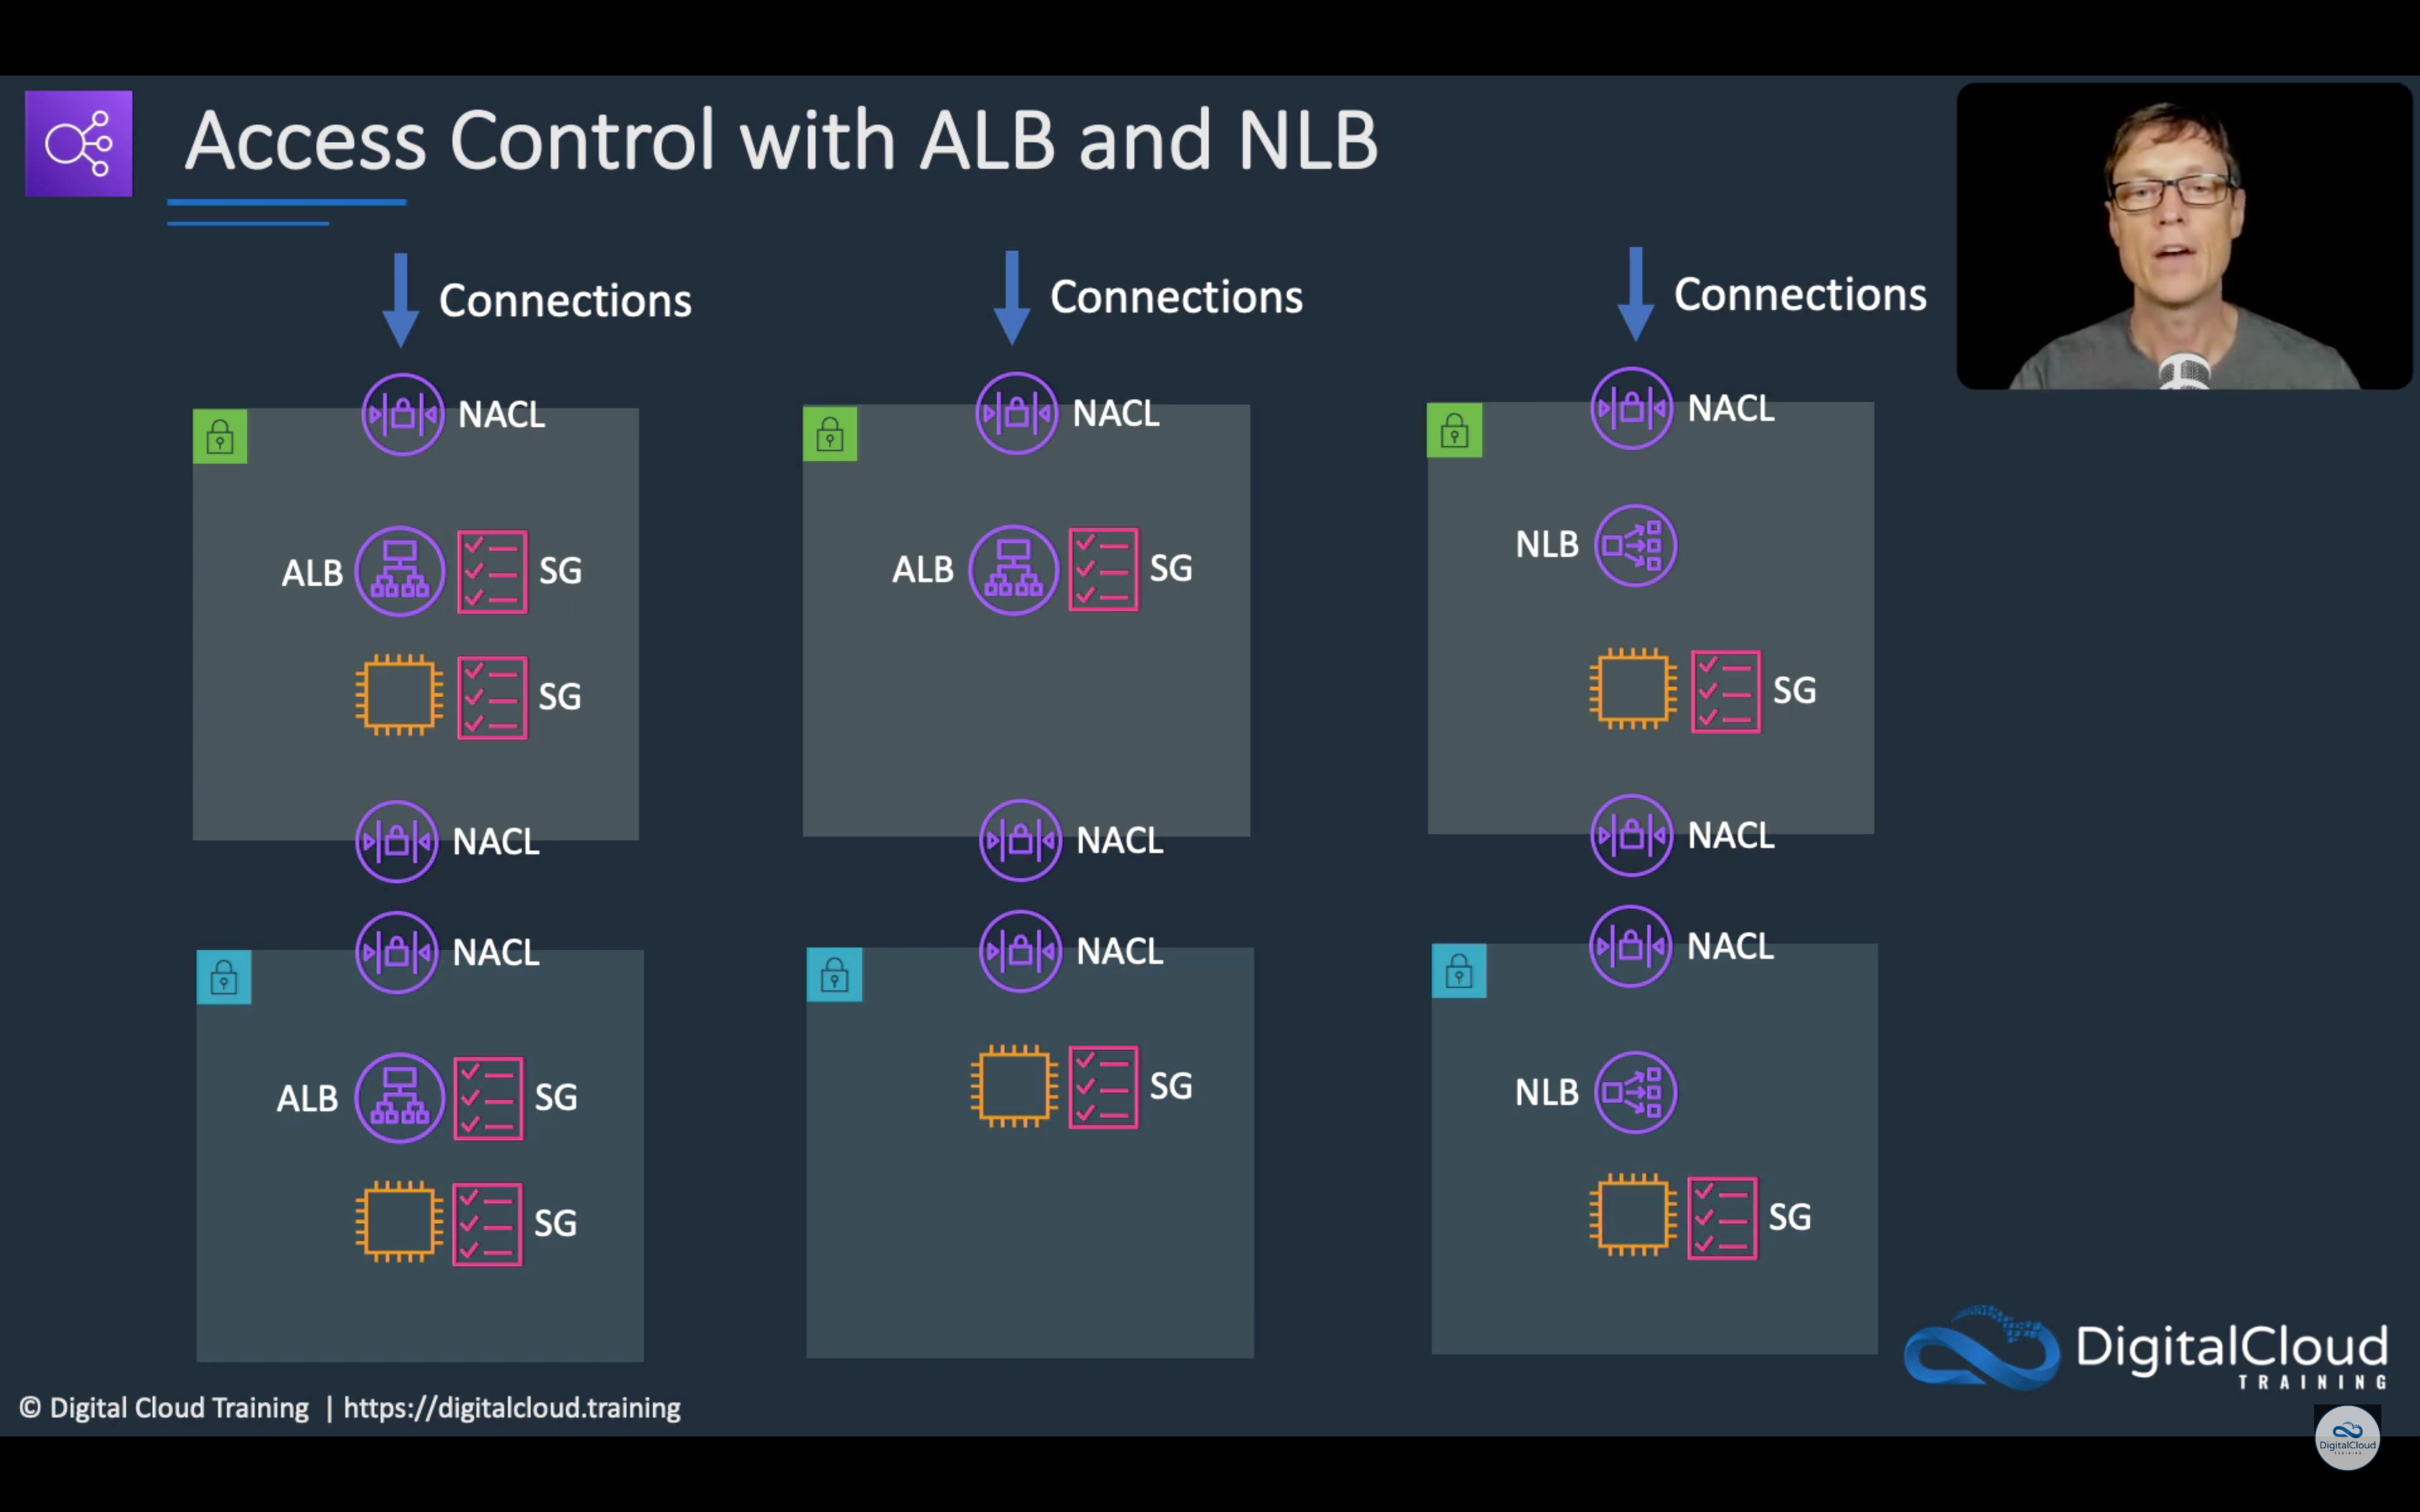 Access Control with ALB and NLB
Connections
Connections
Connections
NACL
NACL
NACL
ALB
SG
ALB
SG
NLB
SG
SG
NACL
NACL
NACL
NACL
NACL
NACL
ALB
SG
SG
NLB
SG
SG
DigitalCloud
TRAINING
© Digital Cloud Training | https://digitalcloud.training
DigitalCloud
TRAINING